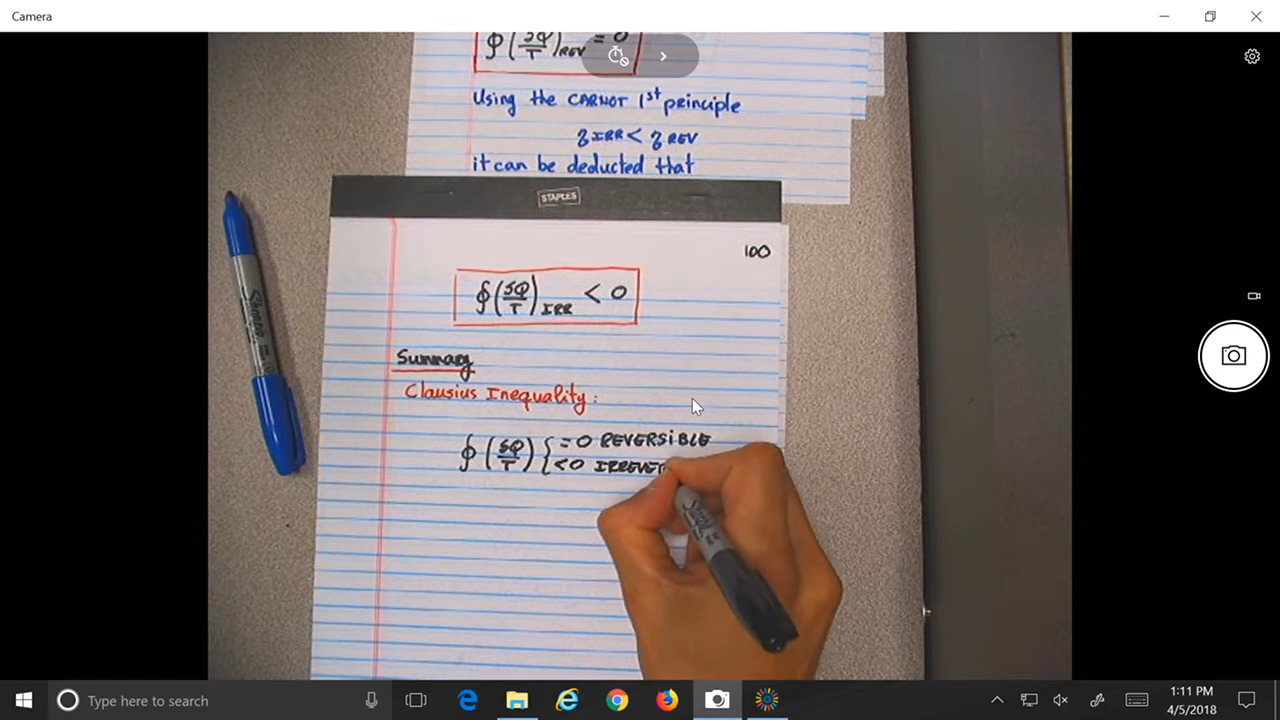 Camera
∮(δQ/T)REV = 0
Using the CARNOT 1st principle
ηIRR < ηREV
it can be deducted that
STAPLES
100
∮(δQ/T)IRR < 0
Summary
Clausius Inequality:
∮(δQ/T) { = 0 REVERSIBLE
< 0 IRREVE
Sharpie
Type here to search
1:11 PM
4/5/2018